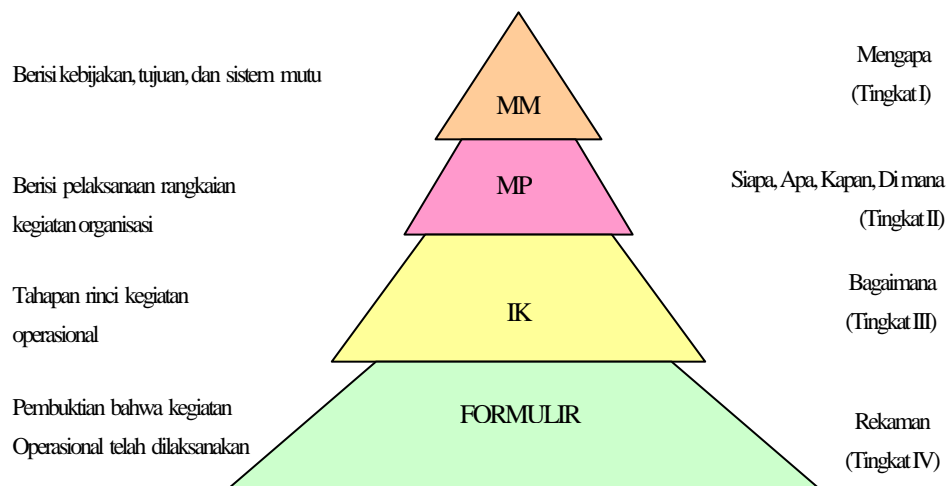 Berisi kebijakan, tujuan, dan sistem mutu
MM
Mengapa
(Tingkat I)
Berisi pelaksanaan rangkaian
kegiatan organisasi
MP
Siapa, Apa, Kapan, Di mana
(Tingkat II)
Tahapan rinci kegiatan
operasional
IK
Bagaimana
(Tingkat III)
Pembuktian bahwa kegiatan
Operasional telah dilaksanakan
FORMULIR
Rekaman
(Tingkat IV)